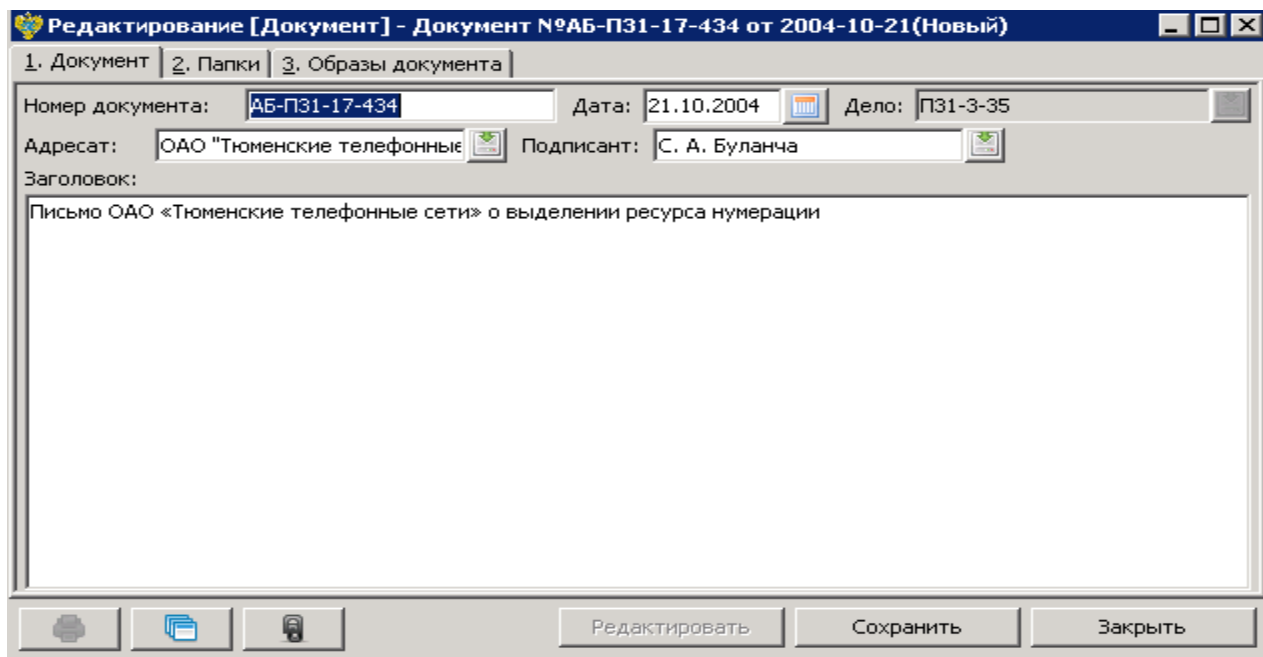 Редактирование [Документ] - Документ №АБ-П31-17-434 от 2004-10-21(Новый)
1. Документ 2. Папки 3. Образы документа
Номер документа: АБ-П31-17-434 Дата: 21.10.2004 Дело: П31-3-35
Адресат: ОАО "Тюменские телефонные Подписант: С. А. Буланча
Заголовок:
Письмо ОАО «Тюменские телефонные сети» о выделении ресурса нумерации
Редактировать Сохранить Закрыть